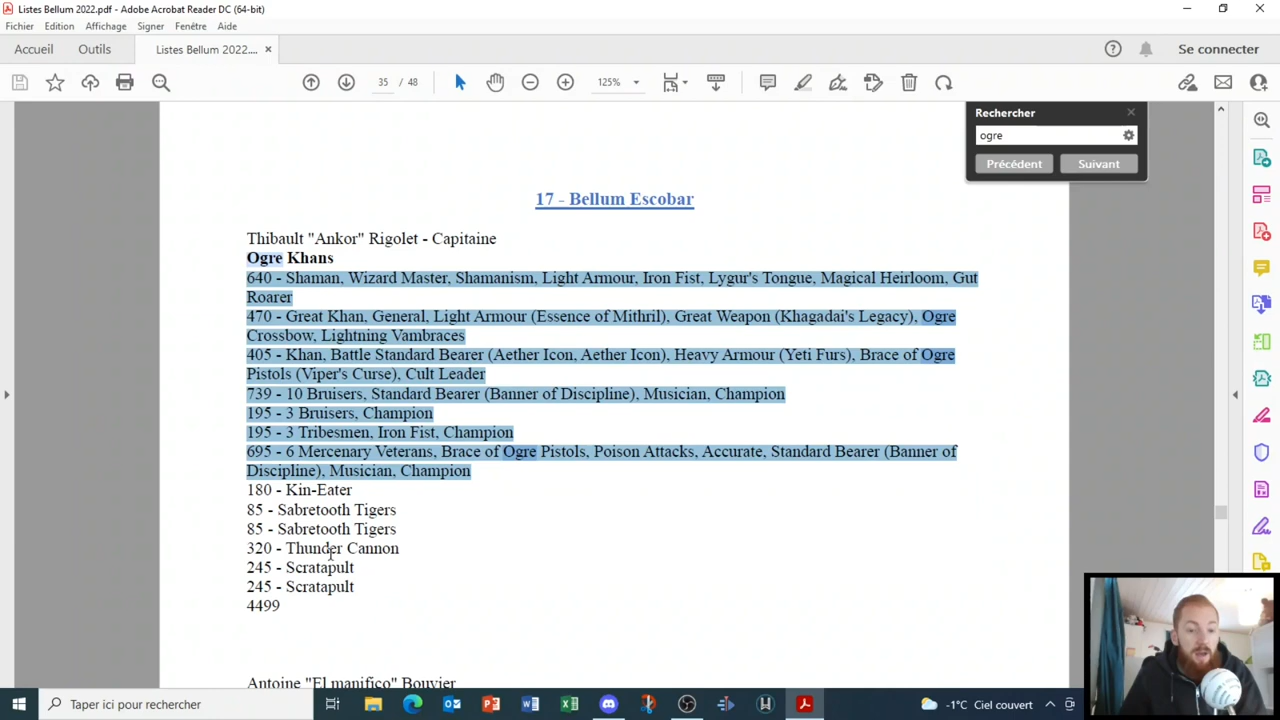 Listes Bellum 2022.pdf - Adobe Acrobat Reader DC (64-bit)
Fichier Edition Affichage Signer Fenêtre Aide
Accueil Outils Listes Bellum 2022.... × Se connecter
35 / 48 125%
Rechercher
ogre
Précédent Suivant
17 - Bellum Escobar
Thibault "Ankor" Rigolet - Capitaine
Ogre Khans
640 - Shaman, Wizard Master, Shamanism, Light Armour, Iron Fist, Lygur's Tongue, Magical Heirloom, Gut
Roarer
470 - Great Khan, General, Light Armour (Essence of Mithril), Great Weapon (Khagadai's Legacy), Ogre
Crossbow, Lightning Vambraces
405 - Khan, Battle Standard Bearer (Aether Icon, Aether Icon), Heavy Armour (Yeti Furs), Brace of Ogre
Pistols (Viper's Curse), Cult Leader
739 - 10 Bruisers, Standard Bearer (Banner of Discipline), Musician, Champion
195 - 3 Bruisers, Champion
195 - 3 Tribesmen, Iron Fist, Champion
695 - 6 Mercenary Veterans, Brace of Ogre Pistols, Poison Attacks, Accurate, Standard Bearer (Banner of
Discipline), Musician, Champion
180 - Kin-Eater
85 - Sabretooth Tigers
85 - Sabretooth Tigers
320 - Thunder Cannon
245 - Scratapult
245 - Scratapult
4499
Antoine "El manifico" Bouvier
Taper ici pour rechercher
-1°C Ciel couvert